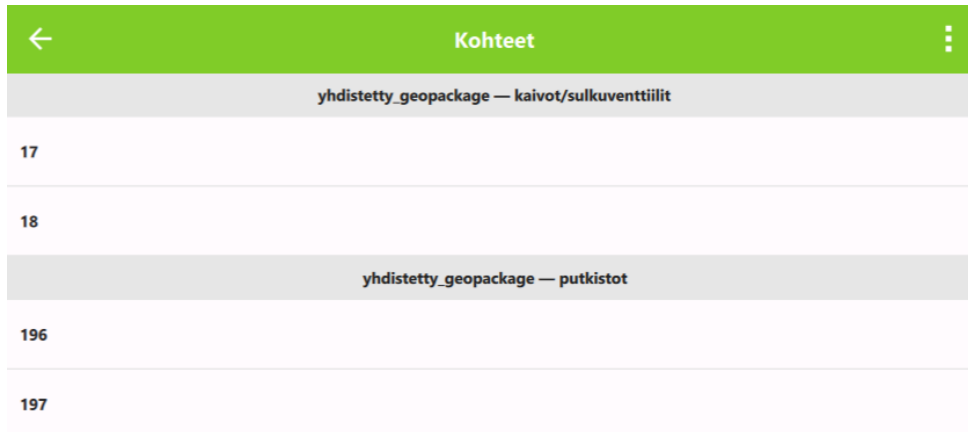 Kohteet
yhdistetty_geopackage — kaivot/sulkuventtiilit
17
18
yhdistetty_geopackage — putkistot
196
197